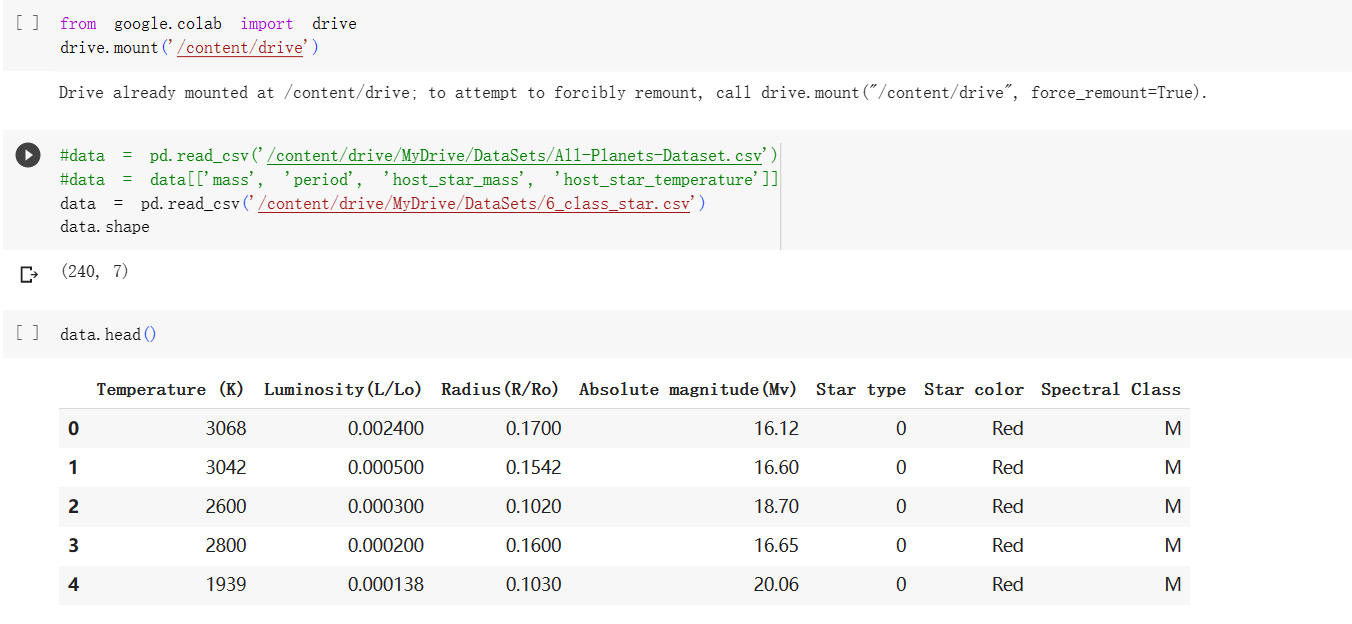 [ ] from google.colab import drive
drive.mount('/content/drive')
Drive already mounted at /content/drive; to attempt to forcibly remount, call drive.mount("/content/drive", force_remount=True).
#data = pd.read_csv('/content/drive/MyDrive/DataSets/All-Planets-Dataset.csv')
#data = data[['mass', 'period', 'host_star_mass', 'host_star_temperature']]
data = pd.read_csv('/content/drive/MyDrive/DataSets/6_class_star.csv')
data.shape
(240, 7)
[ ] data.head()
Temperature (K) Luminosity(L/Lo) Radius(R/Ro) Absolute magnitude(Mv) Star type Star color Spectral Class
0 3068 0.002400 0.1700 16.12 0 Red M
1 3042 0.000500 0.1542 16.60 0 Red M
2 2600 0.000300 0.1020 18.70 0 Red M
3 2800 0.000200 0.1600 16.65 0 Red M
4 1939 0.000138 0.1030 20.06 0 Red M